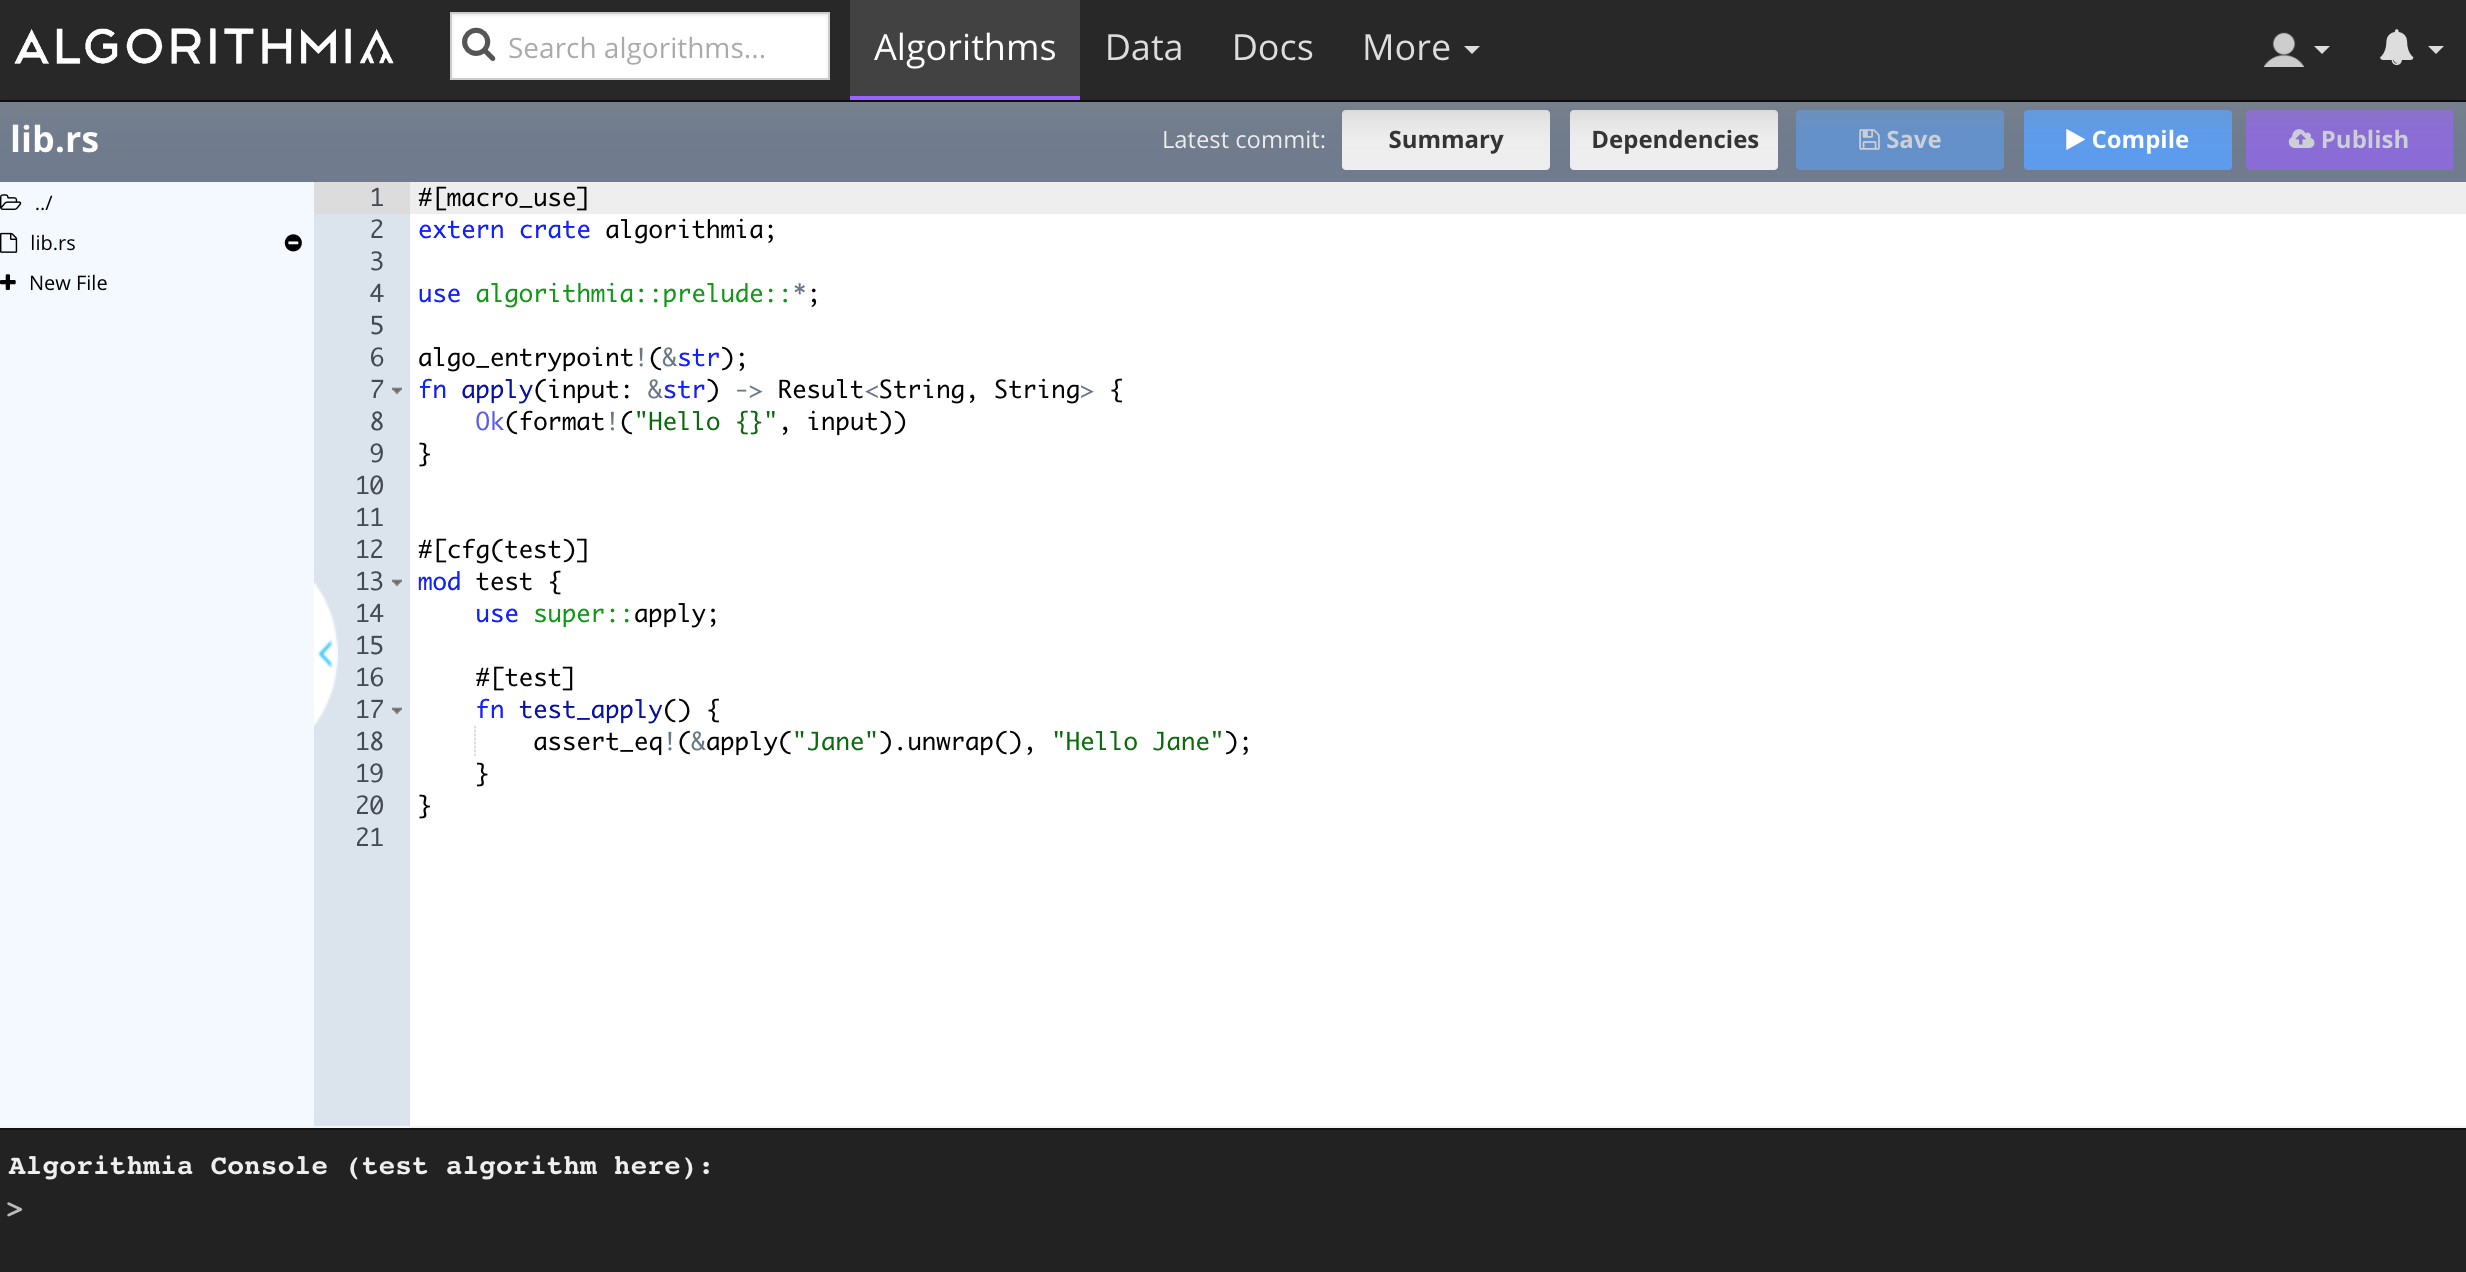 ALGORITHMIA Search algorithms... Algorithms Data Docs More
lib.rs Latest commit: Summary Dependencies Save Compile Publish
../
lib.rs
New File
1 #[macro_use]
2 extern crate algorithmia;
3
4 use algorithmia::prelude::*;
5
6 algo_entrypoint!(&str);
7 fn apply(input: &str) -> Result<String, String> {
8     Ok(format!("Hello {}", input))
9 }
10
11
12 #[cfg(test)]
13 mod test {
14     use super::apply;
15
16     #[test]
17     fn test_apply() {
18         assert_eq!(&apply("Jane").unwrap(), "Hello Jane");
19     }
20 }
21
Algorithmia Console (test algorithm here):
>